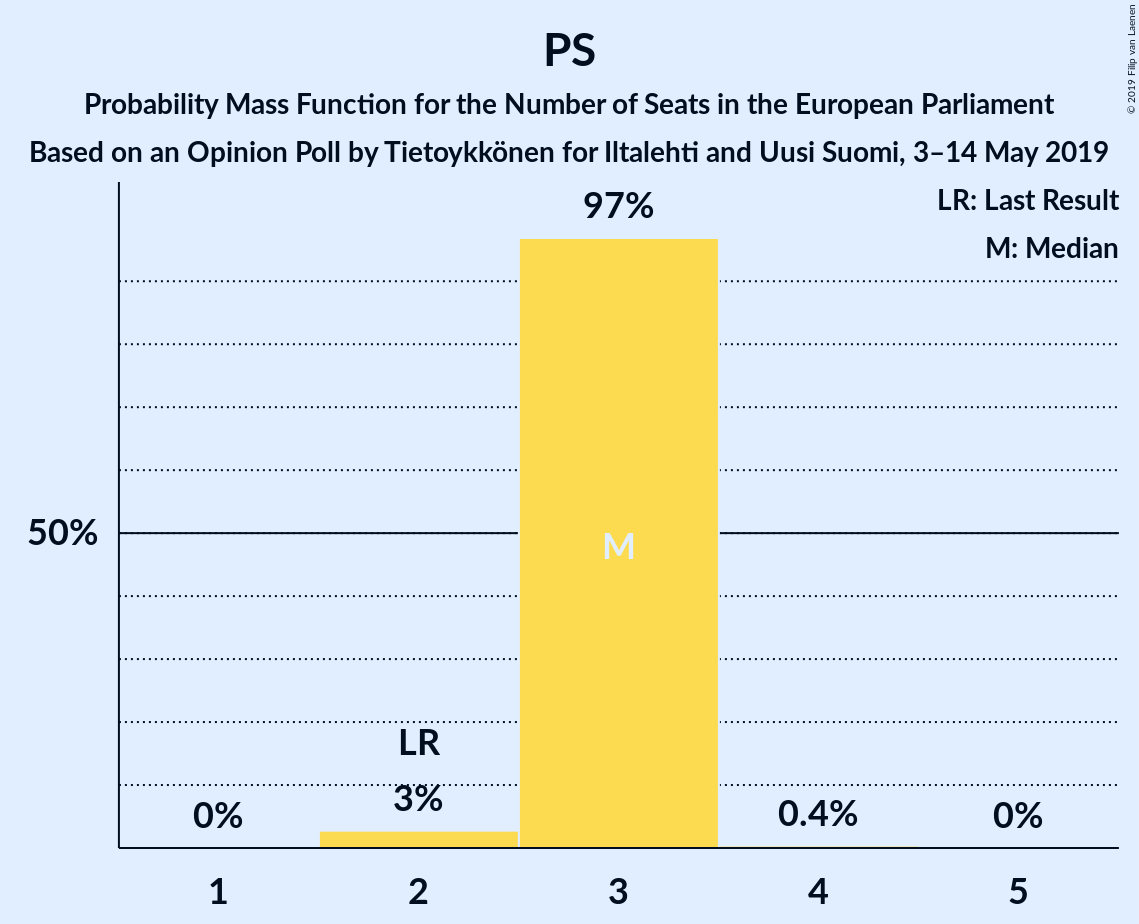 PS
Probability Mass Function for the Number of Seats in the European Parliament
Based on an Opinion Poll by Tietoykkönen for Iltalehti and Uusi Suomi, 3–14 May 2019
© 2019 Filip van Laenen
LR: Last Result
M: Median
97%
50%
M
LR
0%
3%
0.4%
0%
1 2 3 4 5